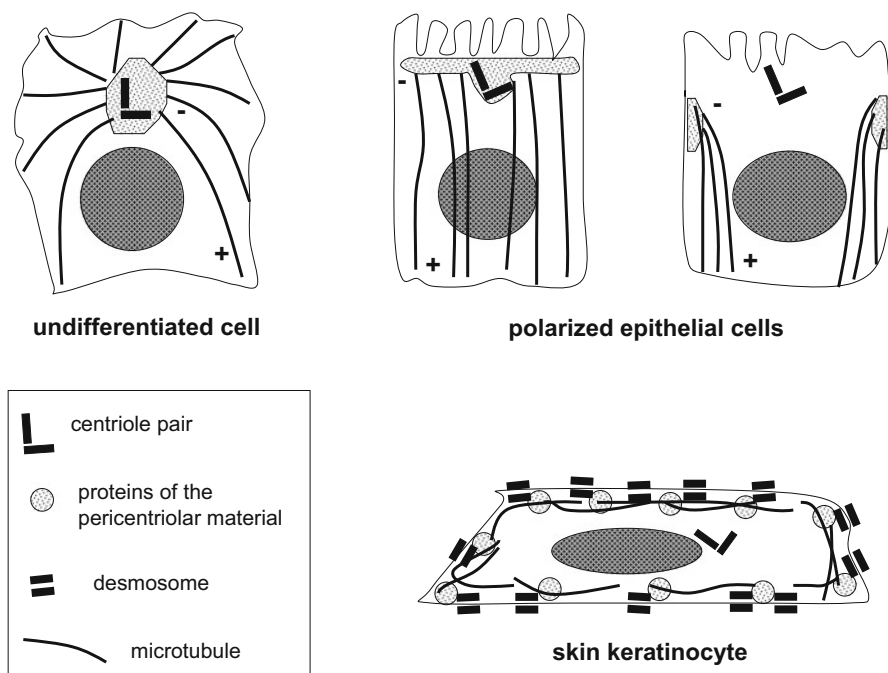 -
+
undifferentiated cell
-
+
-
+
polarized epithelial cells
centriole pair
proteins of the
pericentriolar material
desmosome
microtubule
skin keratinocyte